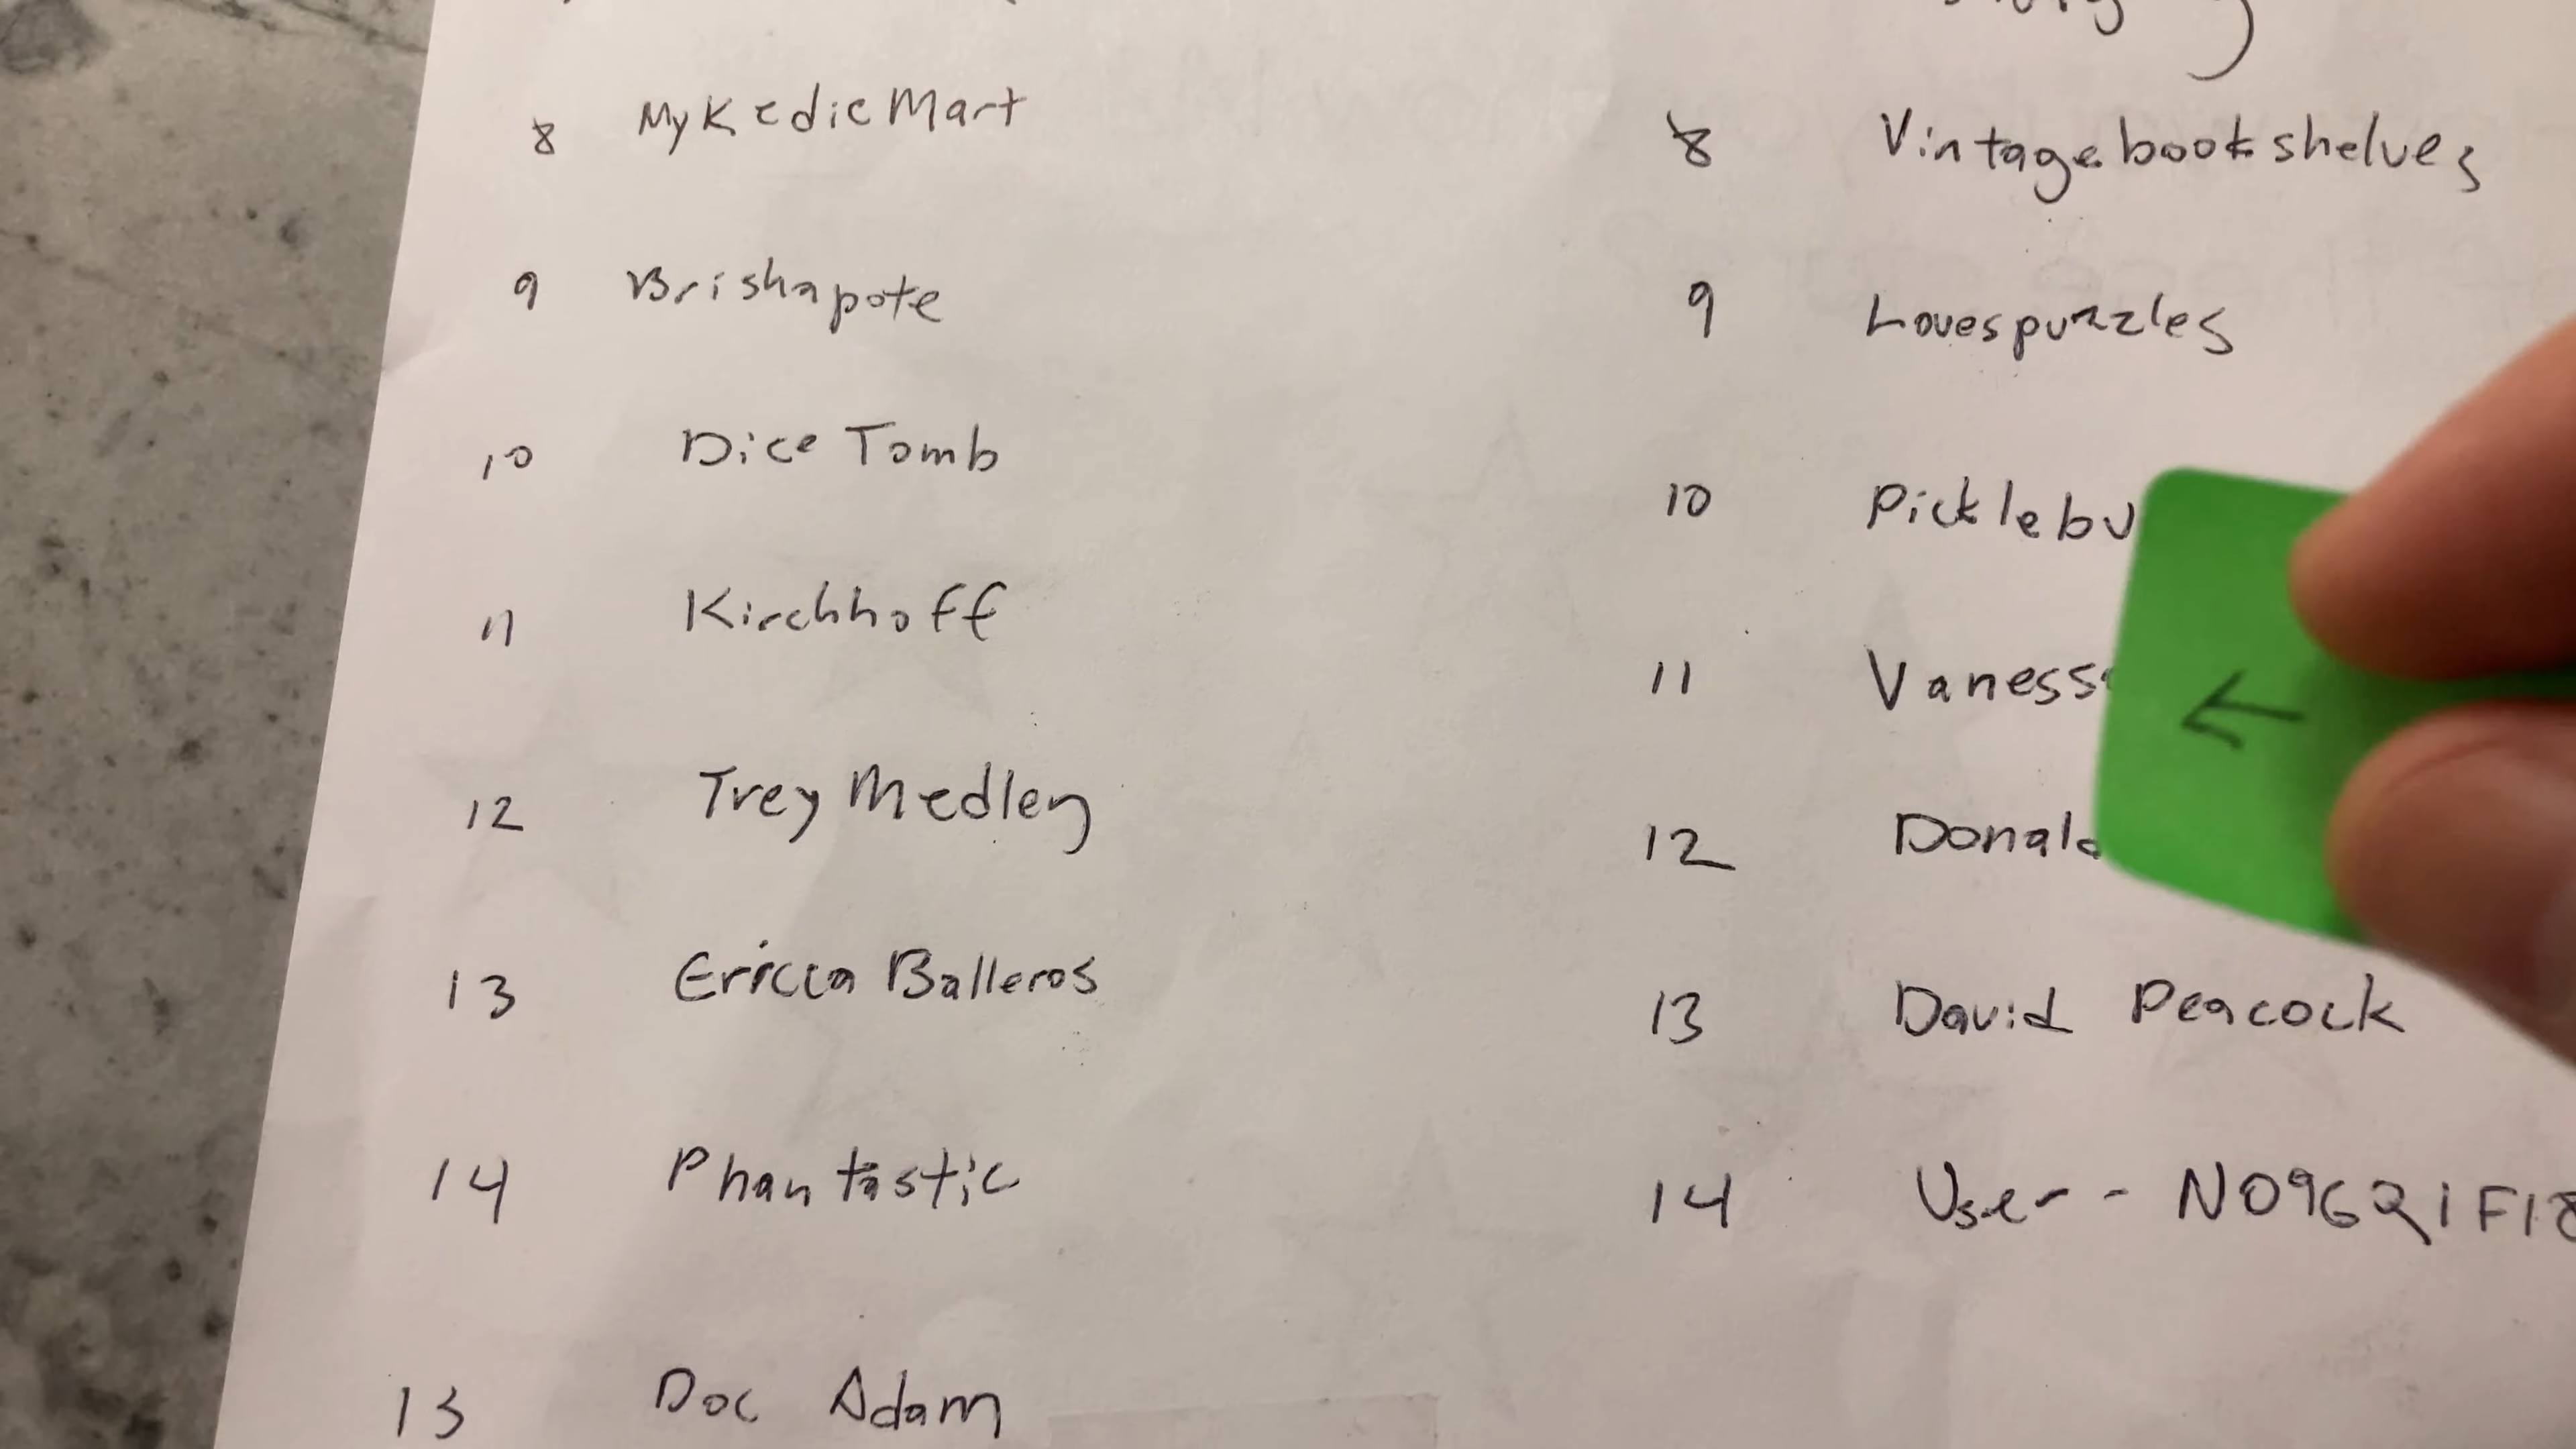 8 MyKedicMart
9 Brishapote
10 Dice Tomb
11 Kirchhoff
12 Trey Medley
13 Ericca Balleros
14 Phantastic
13 Doc Adam
8 Vintagebookshelves
9 Lovespuzzles
10 Picklebu
11 Vaness
12 Donald
13 David Peacock
14 User - N09621F18